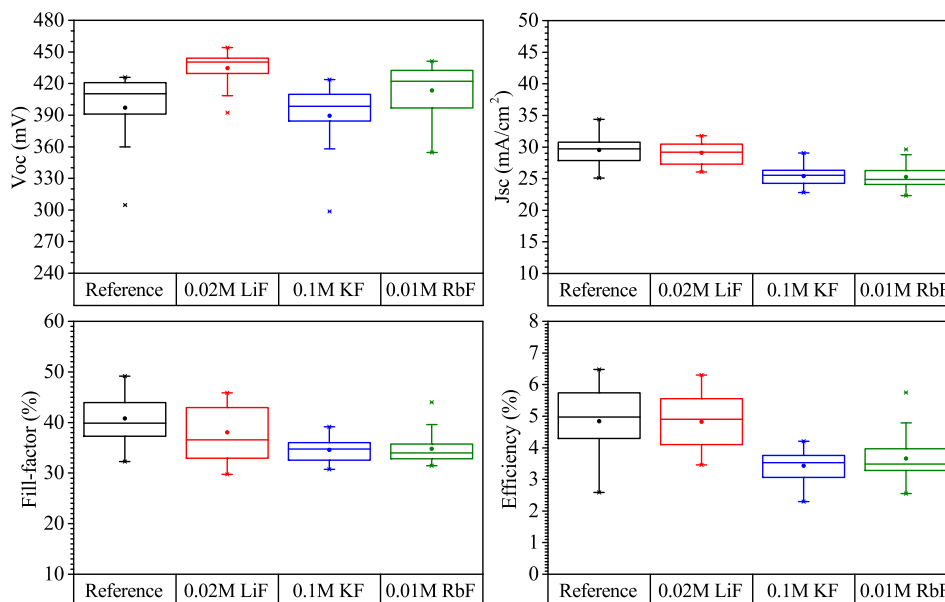 480
450
420
390
360
330
300
270
240
Voc (mV)
Reference
0.02M LiF
0.1M KF
0.01M RbF
50
45
40
35
30
25
20
15
10
Jsc (mA/cm²)
Reference
0.02M LiF
0.1M KF
0.01M RbF
60
50
40
30
20
10
Fill-factor (%)
Reference
0.02M LiF
0.1M KF
0.01M RbF
8
7
6
5
4
3
2
1
0
Efficiency (%)
Reference
0.02M LiF
0.1M KF
0.01M RbF